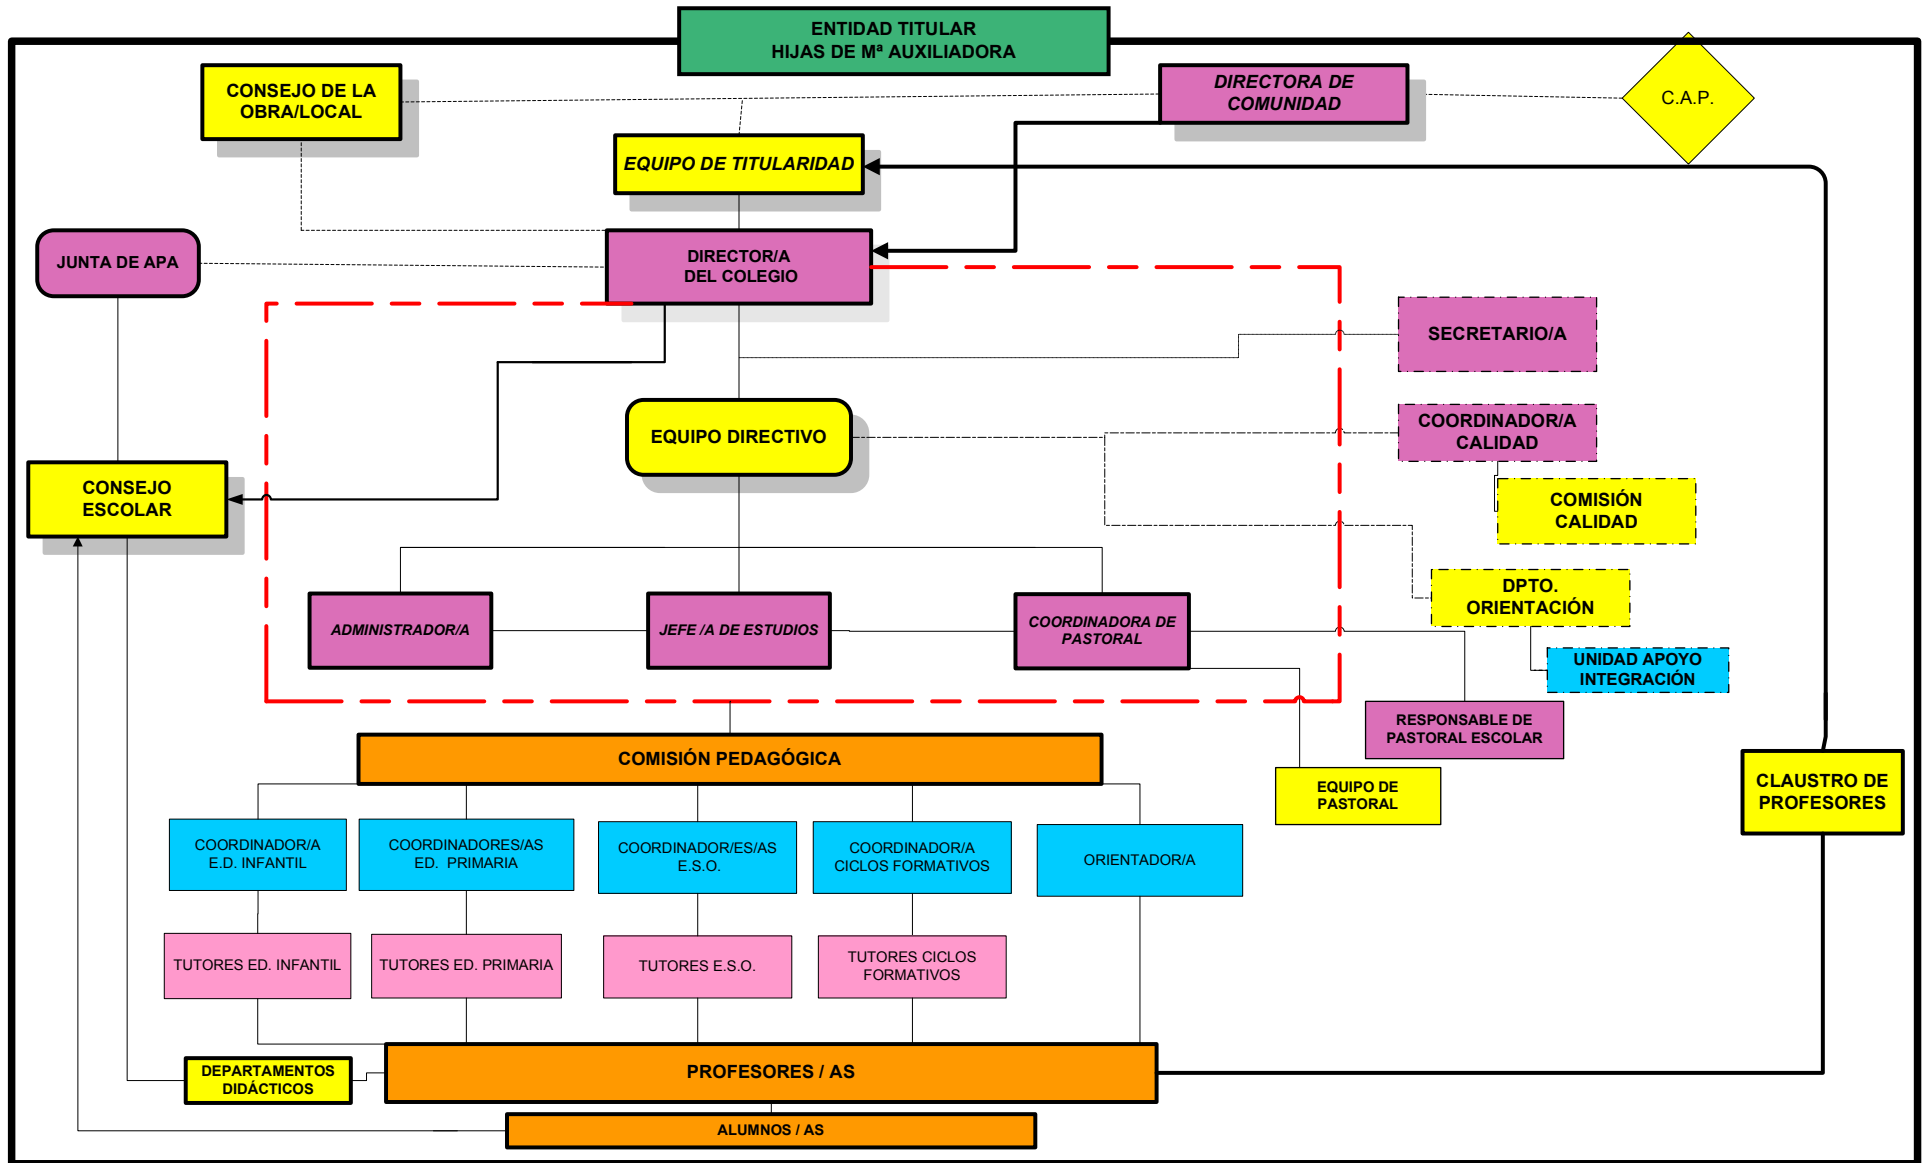 ENTIDAD TITULAR
HIJAS DE Mª AUXILIADORA
CONSEJO DE LA
OBRA/LOCAL
DIRECTORA DE
COMUNIDAD
C.A.P.
EQUIPO DE TITULARIDAD
JUNTA DE APA
DIRECTOR/A
DEL COLEGIO
SECRETARIO/A
EQUIPO DIRECTIVO
COORDINADOR/A
CALIDAD
CONSEJO
ESCOLAR
COMISIÓN
CALIDAD
DPTO.
ORIENTACIÓN
ADMINISTRADOR/A
JEFE /A DE ESTUDIOS
COORDINADORA DE
PASTORAL
UNIDAD APOYO
INTEGRACIÓN
RESPONSABLE DE
PASTORAL ESCOLAR
COMISIÓN PEDAGÓGICA
EQUIPO DE
PASTORAL
CLAUSTRO DE
PROFESORES
COORDINADOR/A
E.D. INFANTIL
COORDINADORES/AS
ED. PRIMARIA
COORDINADOR/ES/AS
E.S.O.
COORDINADOR/A
CICLOS FORMATIVOS
ORIENTADOR/A
TUTORES ED. INFANTIL
TUTORES ED. PRIMARIA
TUTORES E.S.O.
TUTORES CICLOS
FORMATIVOS
DEPARTAMENTOS
DIDÁCTICOS
PROFESORES / AS
ALUMNOS / AS